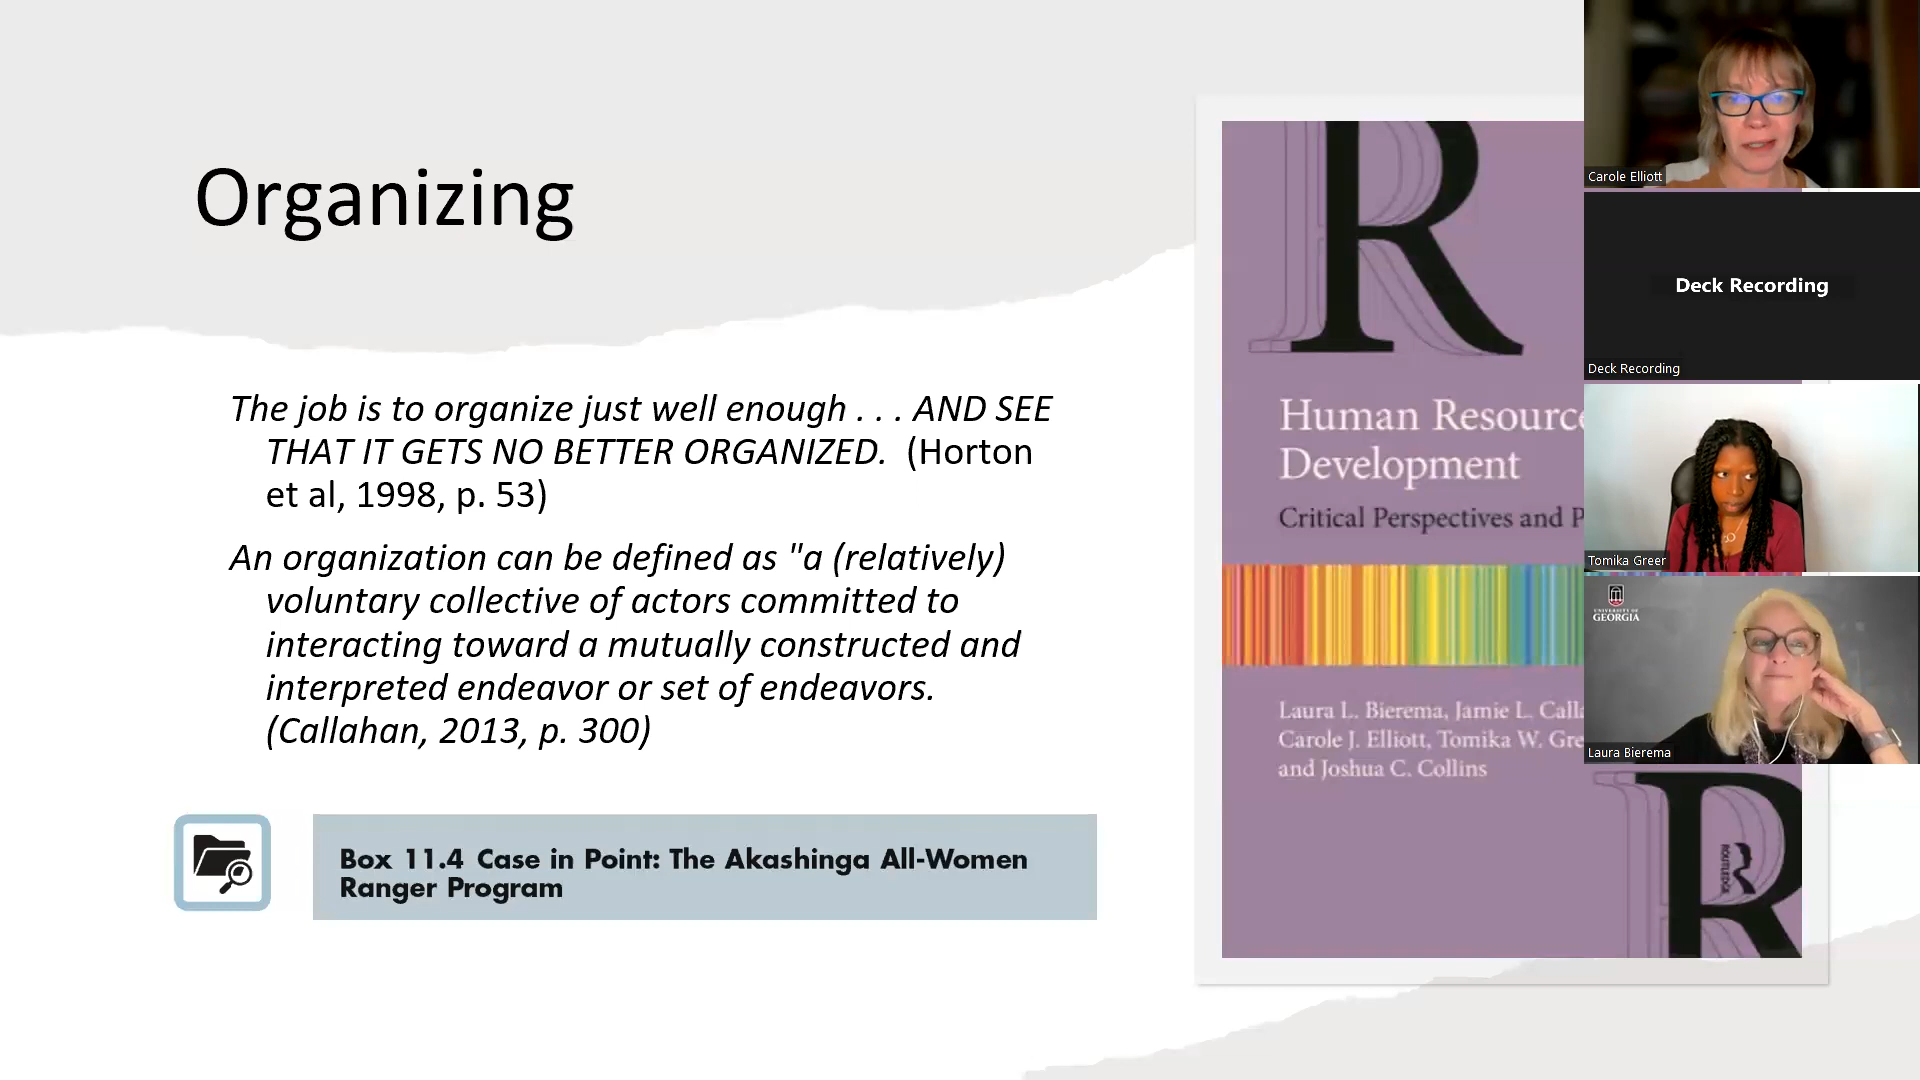 Organizing
The job is to organize just well enough . . . AND SEE
THAT IT GETS NO BETTER ORGANIZED.  (Horton
et al, 1998, p. 53)
An organization can be defined as "a (relatively)
voluntary collective of actors committed to
interacting toward a mutually constructed and
interpreted endeavor or set of endeavors.
(Callahan, 2013, p. 300)
Box 11.4 Case in Point: The Akashinga All-Women
Ranger Program
R
Human Resource
Development
Critical Perspectives and P
Laura L. Bierema, Jamie L. Calla
Carole J. Elliott, Tomika W. Gre
and Joshua C. Collins
R
ROUTLEDGE
Carole Elliott
Deck Recording
Deck Recording
Tomika Greer
UNIVERSITY OF
GEORGIA
Laura Bierema